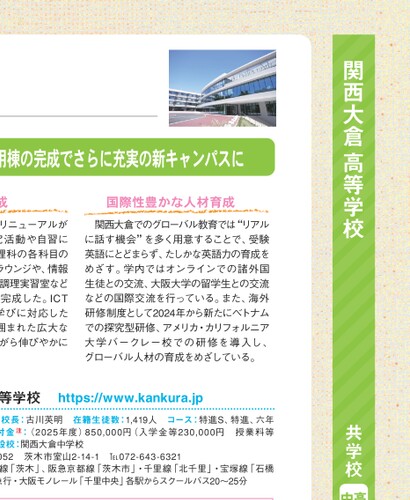 用棟の完成でさらに充実の新キャンパスに
成
リニューアルが
究活動や自習に
理科の各科目の
ラウンジや、情報
調理実習室など
完成した。ICT
学びに対応した
囲まれた広大な
がら伸びやかに
国際性豊かな人材育成
関西大倉でのグローバル教育では“リアル
に話す機会”を多く用意することで、受験
英語にとどまらず、たしかな英語力の育成を
めざす。学内ではオンラインでの諸外国
生徒との交流、大阪大学の留学生との交流
などの国際交流を行っている。また、海外
研修制度として2024年から新たにベトナム
での探究型研修、アメリカ・カリフォルニア
大学バークレー校での研修を導入し、
グローバル人材の育成をめざしている。
等学校 https://www.kankura.jp
校長：古川英明 在籍生徒数：1,419人 コース：特進S、特進、六年
付金注：（2025年度）850,000円（入学金等230,000円 授業料等
設校：関西大倉中学校
052 茨木市室山2-14-1 TEL072-643-6321
線「茨木」、阪急京都線「茨木市」・千里線「北千里」・宝塚線「石橋
急行・大阪モノレール「千里中央」各駅からスクールバス20〜25分
関西大倉高等学校
共学校
中高